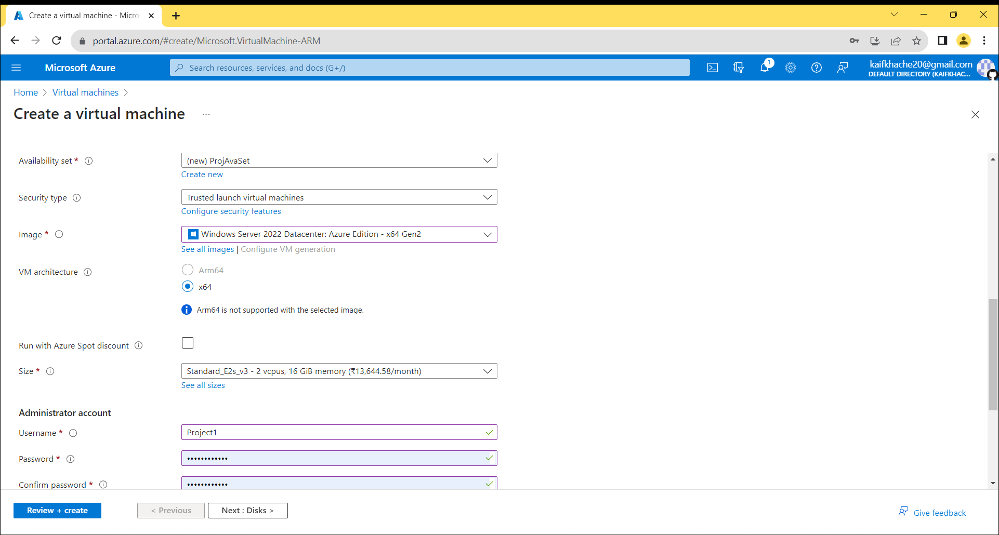 Create a virtual machine - Micro
portal.azure.com/#create/Microsoft.VirtualMachine-ARM
Microsoft Azure
Search resources, services, and docs (G+/)
1
kaifkhache20@gmail.com
DEFAULT DIRECTORY (KAIFKHAC...
Home > Virtual machines >
Create a virtual machine ...
Availability set * (new) ProjAvaSet
Create new
Security type Trusted launch virtual machines
Configure security features
Image * Windows Server 2022 Datacenter: Azure Edition - x64 Gen2
See all images | Configure VM generation
VM architecture Arm64
x64
Arm64 is not supported with the selected image.
Run with Azure Spot discount
Size * Standard_E2s_v3 - 2 vcpus, 16 GiB memory (₹13,644.58/month)
See all sizes
Administrator account
Username * Project1
Password * ••••••••••••
Confirm password * ••••••••••••
Review + create < Previous Next : Disks > Give feedback